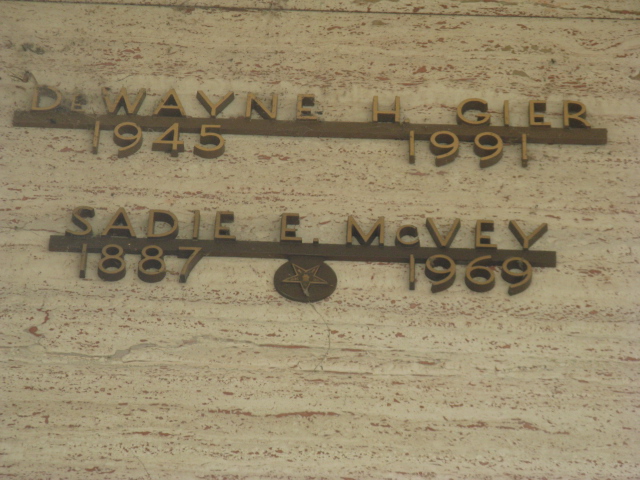 DeWAYNE H GIER
1945 1991
SADIE E. McVEY
1887 1969